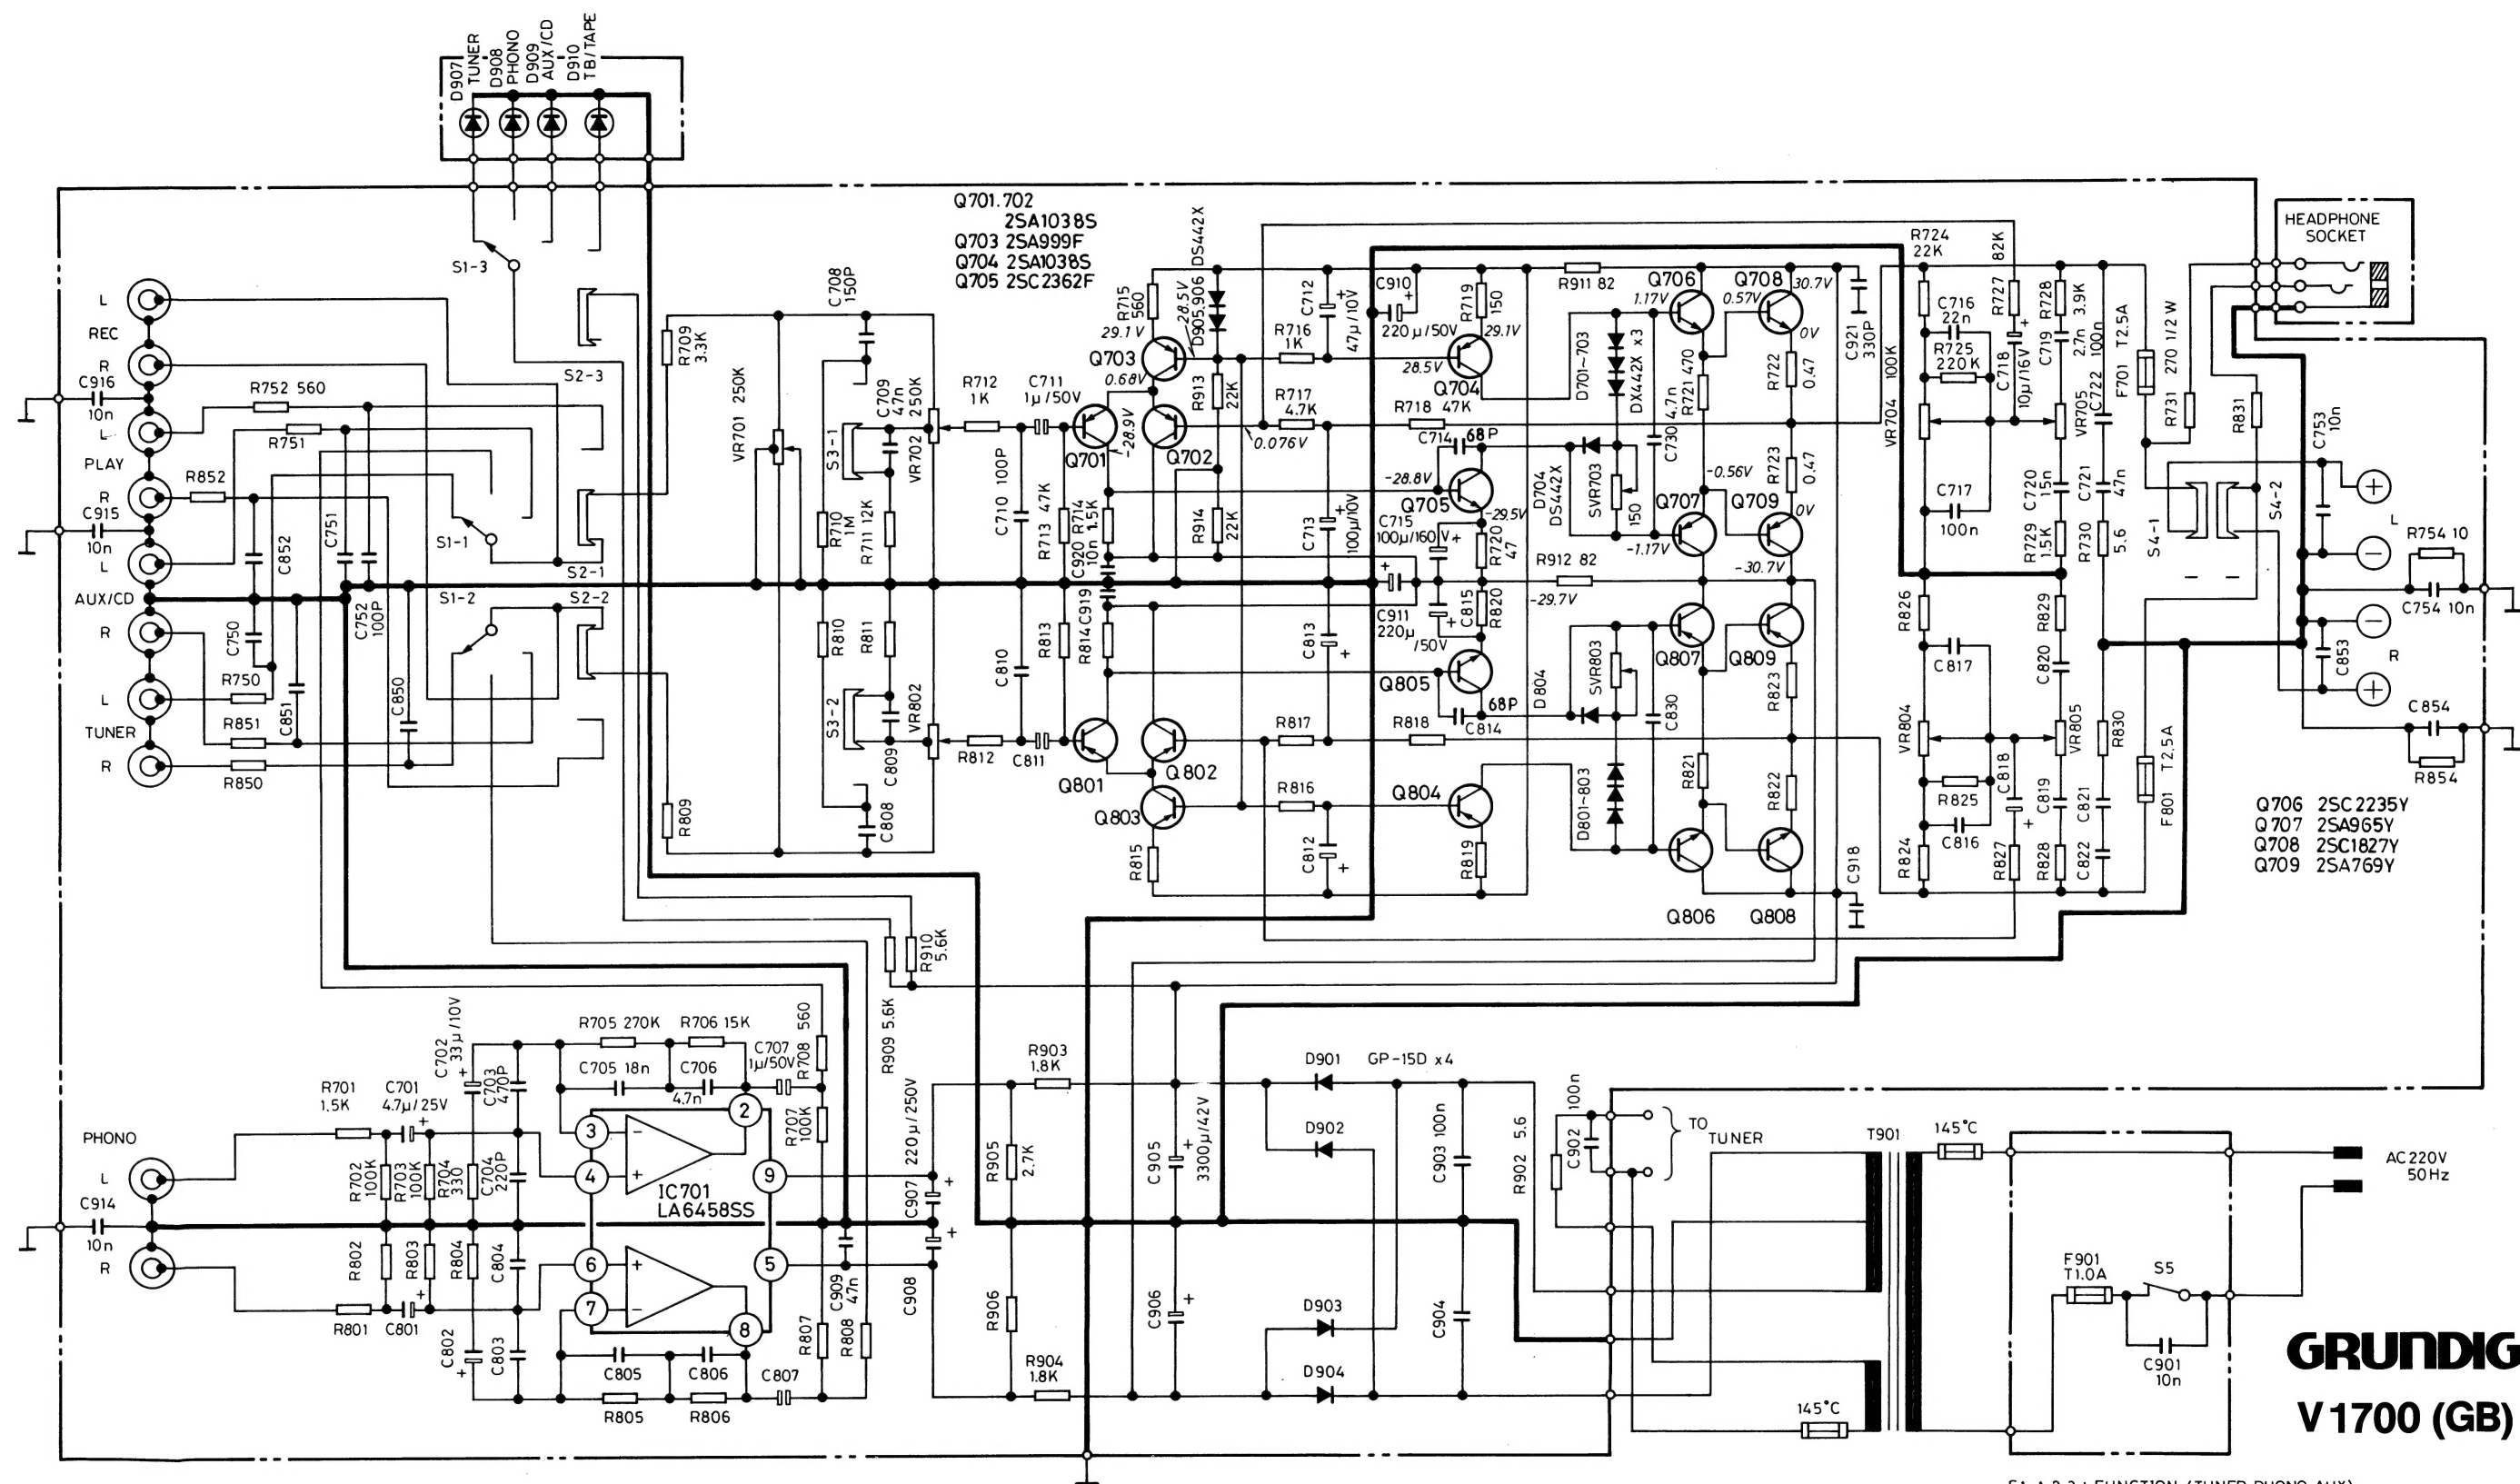 D907
TUNER
D908
PHONO
D909
AUX/CD
D910
TB/TAPE
Q701.702
2SA1038S
Q703 2SA999F
Q704 2SA1038S
Q705 2SC2362F
HEADPHONE
SOCKET
S1-3
S2-3
S1-1
S2-1
S1-2
S2-2
L
REC
R
C916
10n
L
PLAY
R
C915
10n
L
AUX/CD
R
L
TUNER
R
R752 560
R751
R852
C852
C751
C752
100P
C750
R750
R851
C851
R850
C850
R709
3.3K
VR701 250K
C708
150P
C709
47n
250K
VR702
S3-1
R710
1M
R711 12K
R810
R811
S3-2
VR802
C809
C808
R809
R712
1K
C711
1μ/50V
C710 100P
R713 47K
R714
1.5K
C920
10n
C919
R813
R814
C810
R812
C811
Q701
Q702
Q703
Q801
Q802
Q803
R715
560
29.1V
0.68V
-28.9V
28.5V
D905.906
DS442X
R913
22K
R914
22K
R716
1K
C712
47μ/10V
C910
220μ/50V
R719
150
29.1V
28.5V
Q704
R717
4.7K
0.076V
R718 47K
C714
68P
-28.8V
Q705
-29.5V
C713
100μ/10V
C715
100μ/160V
R720
47
C911
220μ
/50V
C815
R820
Q805
68P
C814
C813
R817
R818
R816
C812
R815
Q804
R819
R911 82
D701-703
DX442X x3
D704
DS442X
SVR703
150
R912 82
-29.7V
D804
SVR803
D801-803
C730
4.7n
C830
Q706
Q708
1.17V
0.57V
30.7V
0V
R721 470
R722
0.47
-0.56V
R723
0.47
Q707
Q709
0V
-1.17V
-30.7V
Q807
Q809
R823
R821
R822
Q806
Q808
C921
330P
C918
R724
22K
C716
22n
R725
220K
VR704
100K
C717
100n
R727
82K
C718
10μ/16V
R728
3.9K
C719
2.7n
VR705
C722
100n
C720
15n
C721
47n
R729
1.5K
R730
5.6
R826
C817
VR804
R825
C816
R824
R827
C818
R829
C820
VR805
C819
R828
R830
C821
C822
F701 T2.5A
R731 270 1/2 W
R831
S4-1
S4-2
F801 T2.5A
C753
10n
L
R754 10
C754 10n
C853
R
C854
R854
Q706 2SC2235Y
Q707 2SA965Y
Q708 2SC1827Y
Q709 2SA769Y
R910
5.6K
R909 5.6K
PHONO
L
C914
10n
R
R701
1.5K
C701
4.7μ/25V
C702
33μ/10V
C703
470P
R702
100K
R703
100K
R704
330
C704
220P
R705 270K
R706 15K
C705 18n
C706
4.7n
C707
1μ/50V
R708 560
R707
100K
2
3
4
9
6
5
7
8
IC701
LA6458SS
R802
R803
R804
C804
R801
C801
C802
C803
C805
C806
C807
R805
R806
R807
R808
C909
47n
220μ/250V
C907
C908
R903
1.8K
R905
2.7K
R906
R904
1.8K
C905
3300μ/42V
C906
D901
GP-15D x4
D902
D903
D904
C903 100n
C904
R902 5.6
C902
100n
TO
TUNER
T901
145°C
145°C
AC220V
50Hz
F901
T1.0A
S5
C901
10n
GRUNDIG
V 1700 (GB)